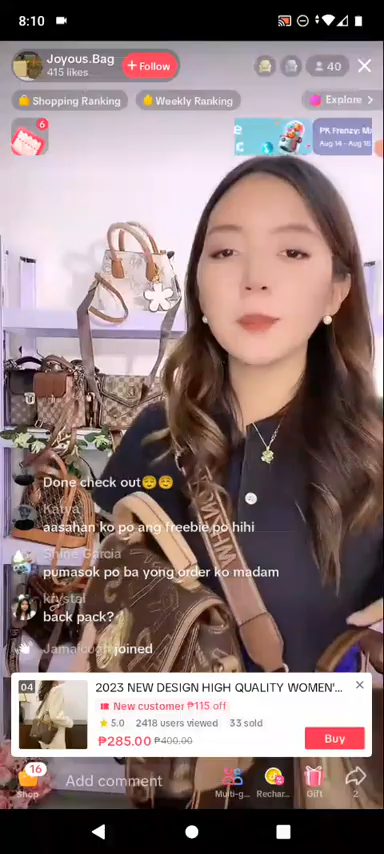 8:10
Joyous.Bag
415 likes
+ Follow
40
Shopping Ranking
Weekly Ranking
Explore >
6
e
PK Frenzy: Ma
Aug 14 - Aug 18
Done check out😌☺️
Katya
aasahan ko po ang freebie po hihi
Shine Garcia
pumasok po ba yong order ko madam
krystal
back pack?
joined
04
2023 NEW DESIGN HIGH QUALITY WOMEN'...
New customer ₱115 off
5.0 2418 users viewed 33 sold
₱285.00 ₱400.00
Buy
16
Shop
Add comment
Multi-g...
Rechar...
Gift
2